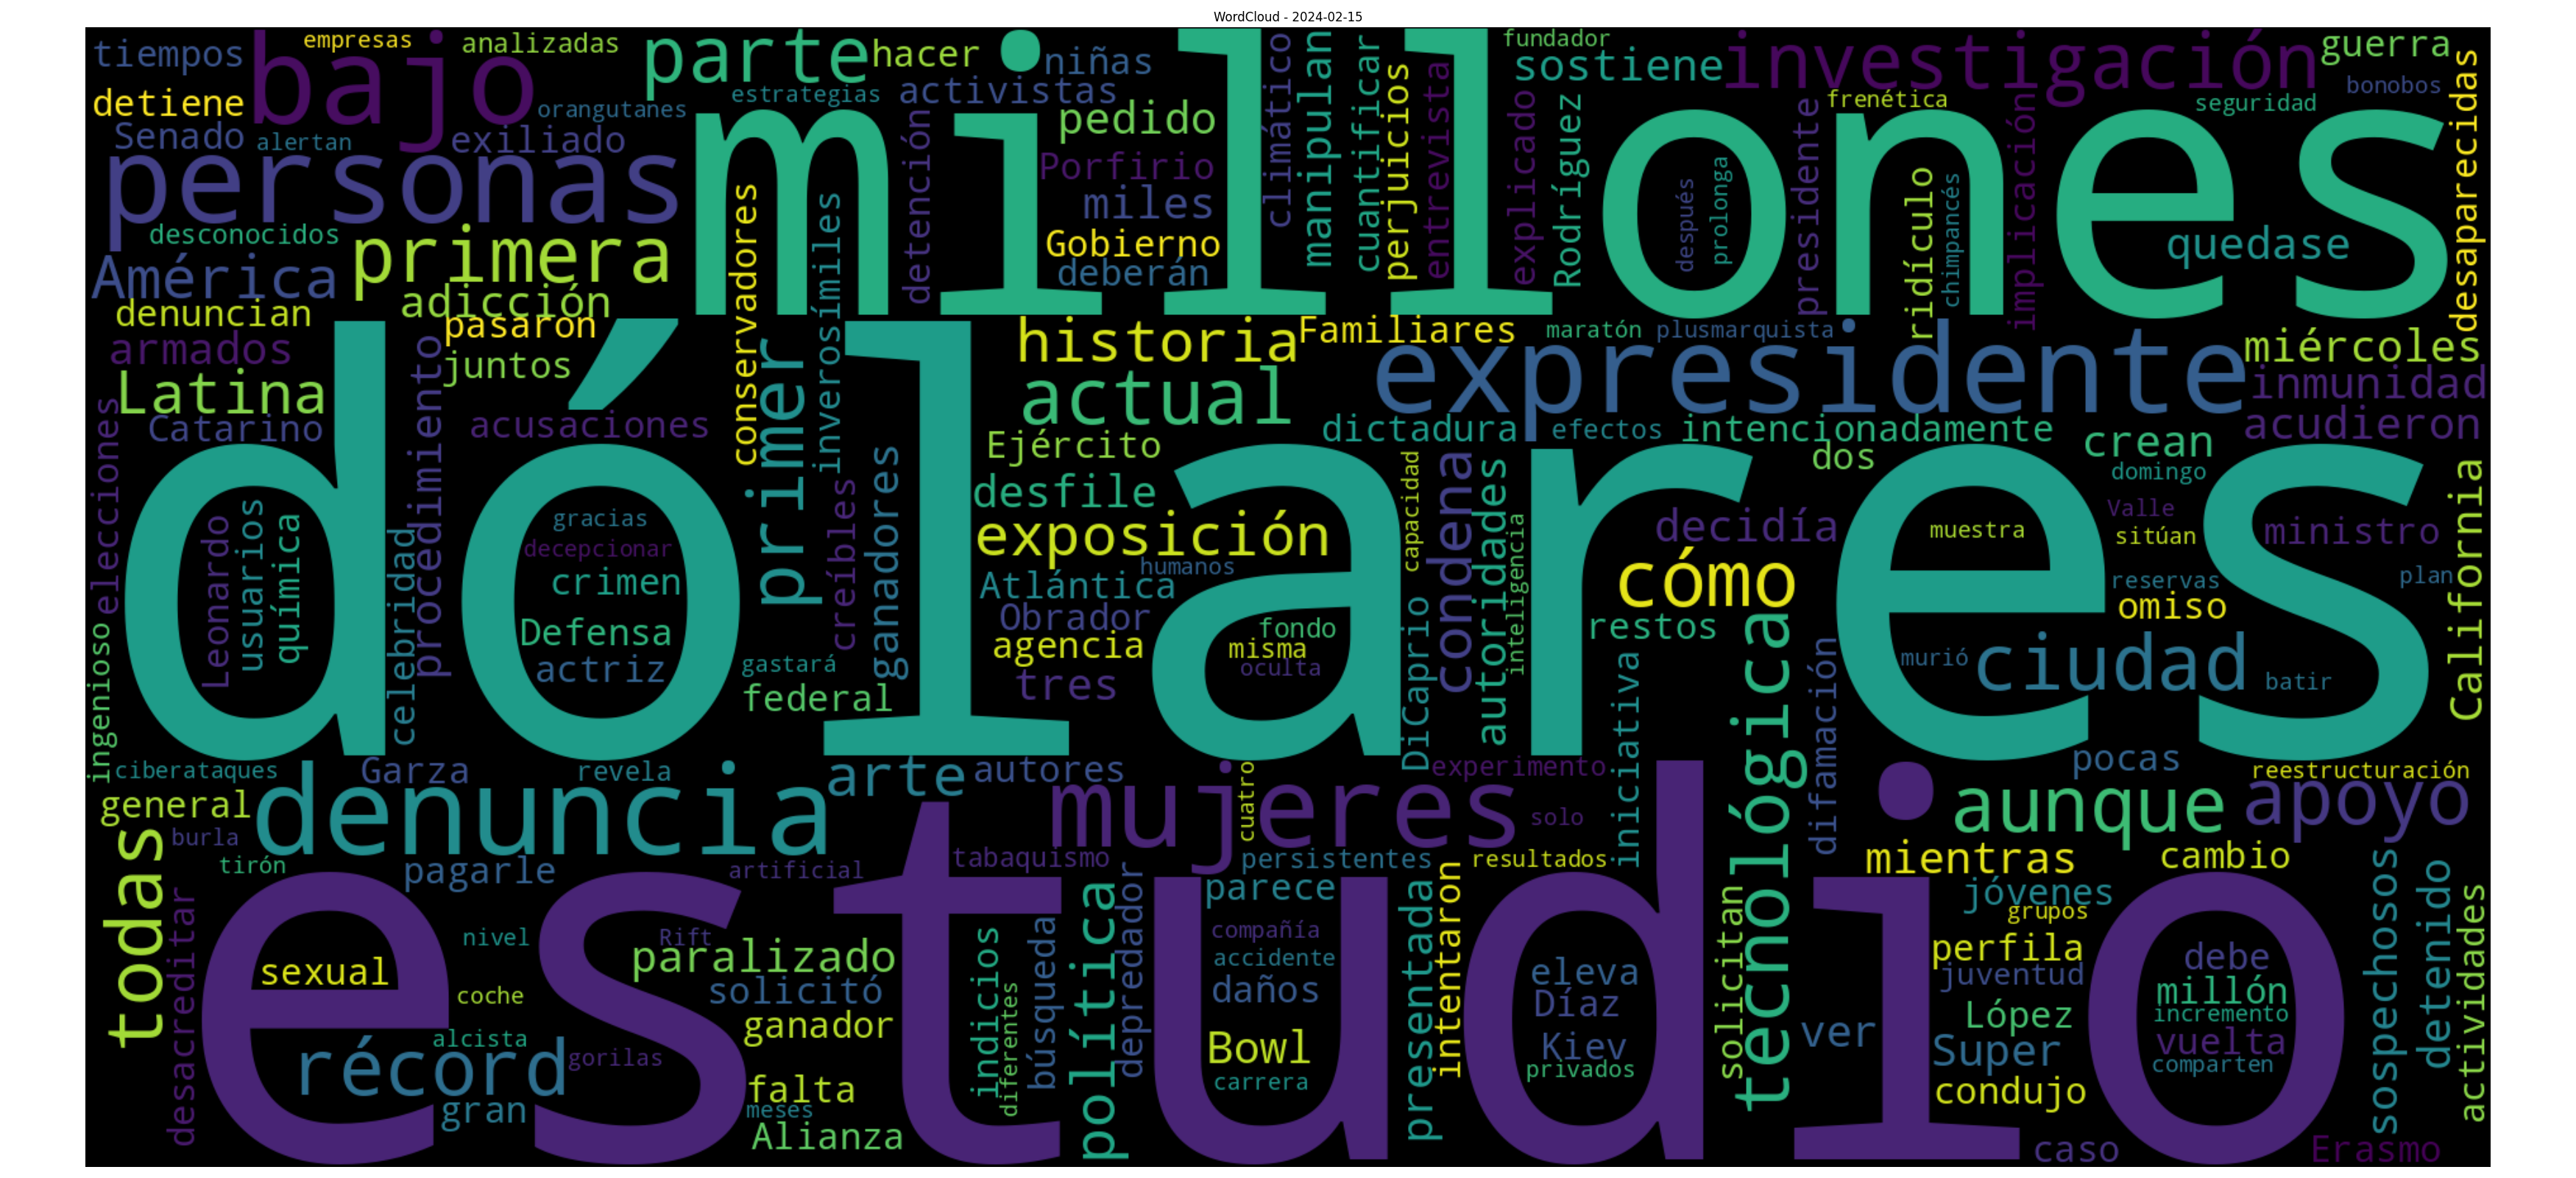 WordCloud - 2024-02-15
tiempos
empresas
analizadas
parte
hacer
niñas
climático
manipulan
cuantificar
fundador
sostiene
investigación
guerra
detiene
bajo
orangutanes
estrategias
activistas
perjuicios
entrevista
explicado
Rodríguez
frenética
seguridad
bonobos
desaparecidas
Senado
alertan
exiliado
detención
pedido
Porfirio
miles
millones
después
prolonga
presidente
ridículo
chimpancés
implicación
quedase
personas
desconocidos
primera
conservadores
inverosímiles
Gobierno
deberán
América
adicción
denuncian
pasaron
armados
juntos
Latina
procedimiento
primer
historia
Familiares
maratón
plusmarquista
expresidente
miércoles
inmunidad
actual
Catarino
acusaciones
dictadura
efectos
intencionadamente
dos
crean
acudieron
elecciones
Ejército
desfile
capacidad
condena
autoridades
inteligencia
domingo
California
dólares
Leonardo
usuarios
química
celebridad
gracias
decepcionar
crimen
Defensa
actriz
creíbles
ganadores
exposición
humanos
Atlántica
Obrador
agencia
fondo
misma
oculta
decidía
cómo
restos
muestra
Valle
sitúan
ministro
reservas
plan
omiso
ciudad
murió
batir
gastará
federal
tres
DiCaprio
iniciativa
tecnológica
difamación
ingenioso
ciberataques
Garza
revela
arte
autores
cuatro
experimento
pocas
reestructuración
general
denuncia
mujeres
solo
aunque
apoyo
burla
todas
tirón
pagarle
artificial
tabaquismo
persistentes
resultados
mientras
cambio
desacreditar
depredador
parece
presentada
intentaron
solicitan
jóvenes
grupos
sospechosos
detenido
actividades
nivel
Rift
paralizado
indicios
diferentes
búsqueda
política
compañía
accidente
perfila
juventud
debe
sexual
coche
solicitó
daños
eleva
Díaz
millón
incremento
López
alcista
ganador
Bowl
Kiev
privados
ver
Super
vuelta
comparten
récord
gorilas
estudio
falta
meses
carrera
condujo
gran
Alianza
caso
Erasmo